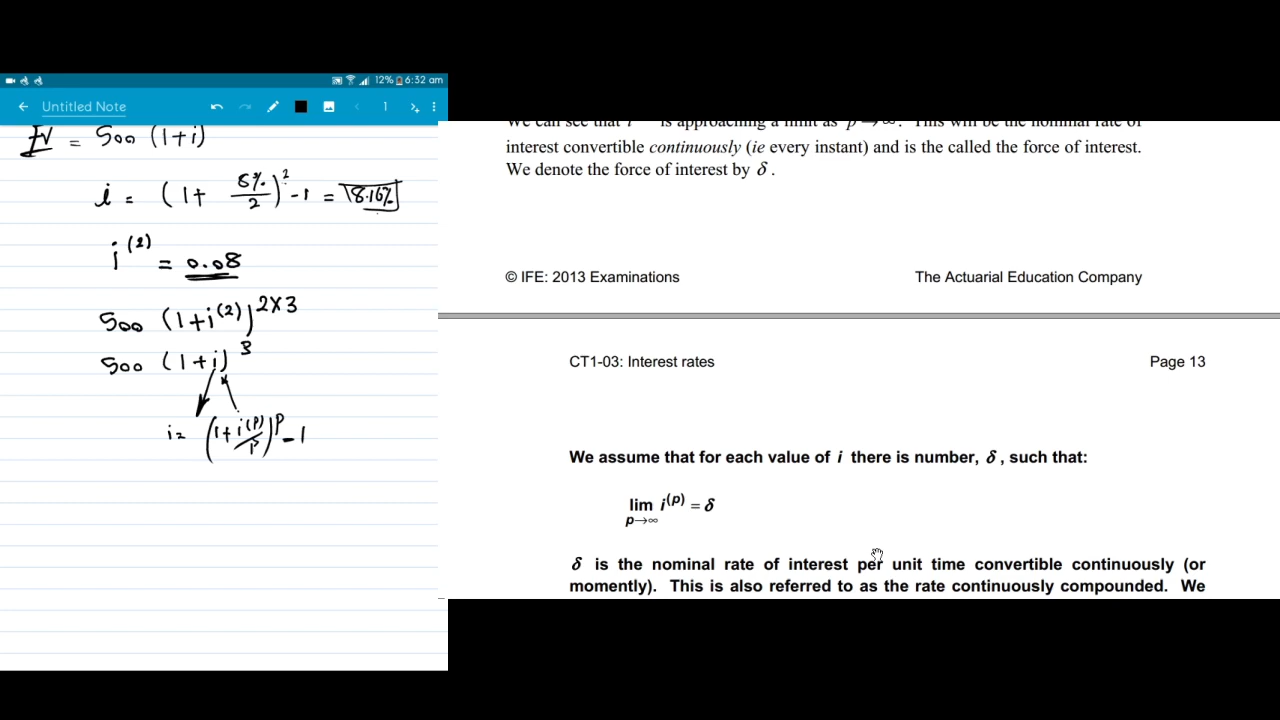 12% 6:32 am
Untitled Note
1
FV = 500 (1+i)
i = (1+ 8%/2)² -1 = 8.16%
i^(2) = 0.08
500 (1+i^(2))^2×3
500 (1+i)^3
i= (1+ i^(p)/p)^p - 1
We can see that i is approaching a limit as p → ∞. This will be the nominal rate of
interest convertible continuously (ie every instant) and is the called the force of interest.
We denote the force of interest by δ.
© IFE: 2013 Examinations The Actuarial Education Company
CT1-03: Interest rates Page 13
We assume that for each value of i there is number, δ, such that:
lim i^(p) = δ
p→∞
δ is the nominal rate of interest per unit time convertible continuously (or
momently). This is also referred to as the rate continuously compounded. We